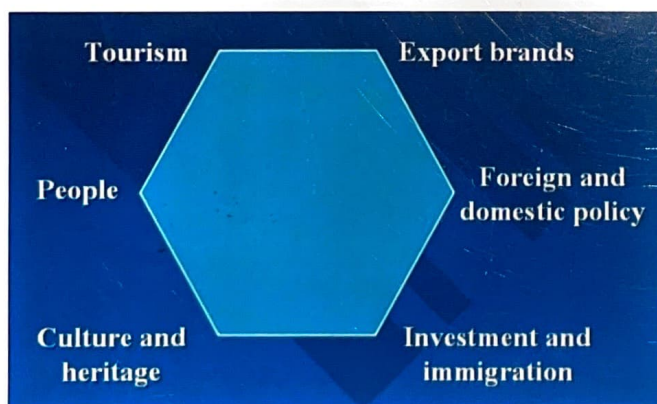 Tourism
Export brands
People
Foreign and
domestic policy
Culture and
heritage
Investment and
immigration